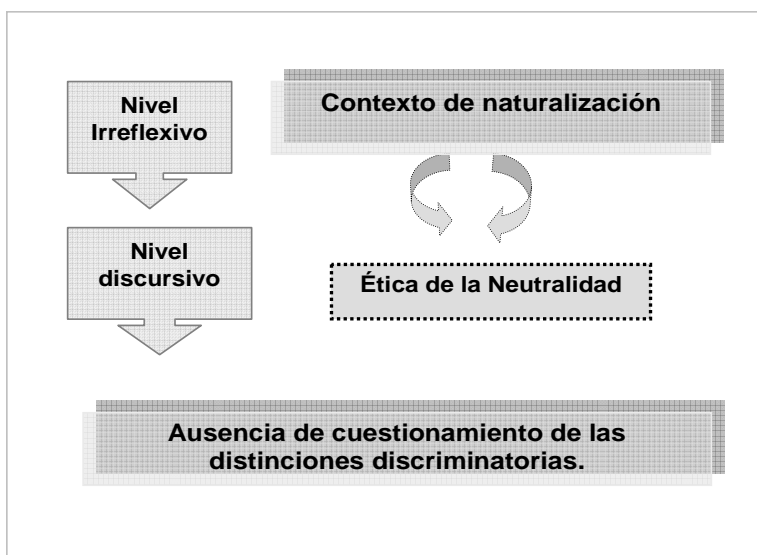 Nivel
Irreflexivo
Contexto de naturalización
Nivel
discursivo
Ética de la Neutralidad
Ausencia de cuestionamiento de las
distinciones discriminatorias.